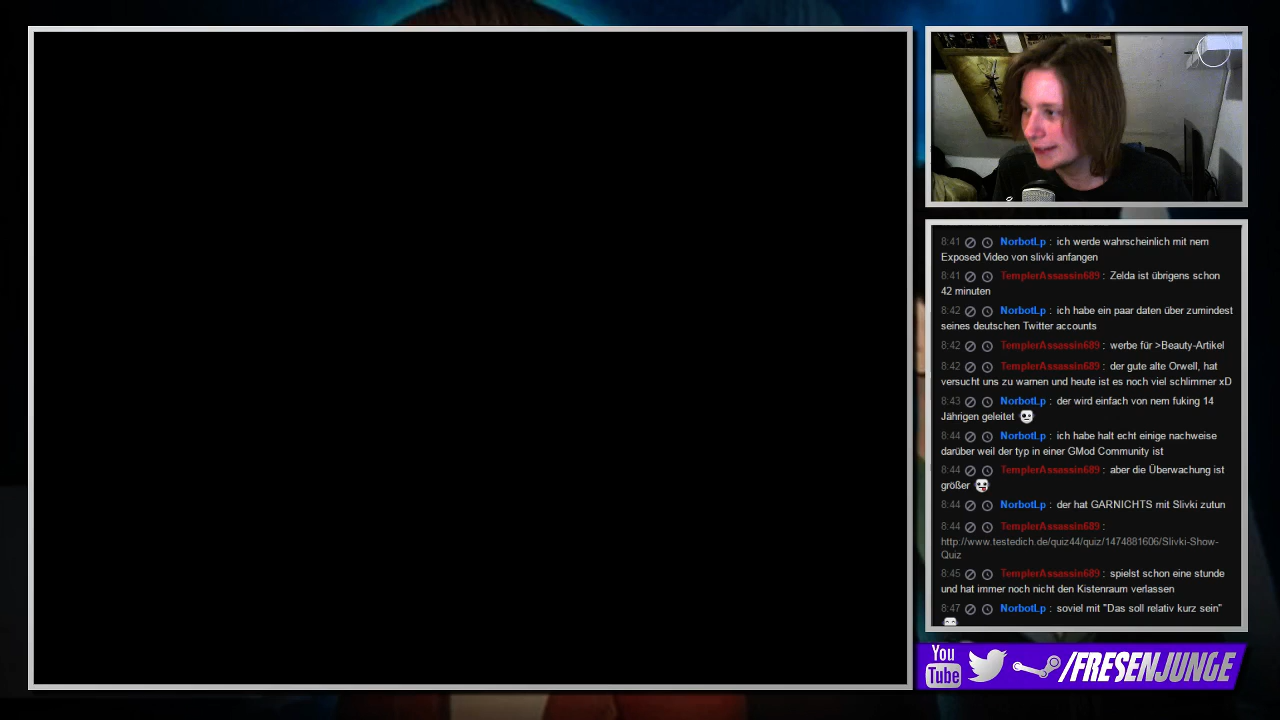 8:41 NorbotLp : ich werde wahrscheinlich mit nem
Exposed Video von slivki anfangen
8:41 TemplerAssassin689 : Zelda ist übrigens schon
42 minuten
8:42 NorbotLp : ich habe ein paar daten über zumindest
seines deutschen Twitter accounts
8:42 TemplerAssassin689 : werbe für >Beauty-Artikel
8:42 TemplerAssassin689 : der gute alte Orwell, hat
versucht uns zu warnen und heute ist es noch viel schlimmer xD
8:43 NorbotLp : der wird einfach von nem fuking 14
Jährigen geleitet
8:44 NorbotLp : ich habe halt echt einige nachweise
darüber weil der typ in einer GMod Community ist
8:44 TemplerAssassin689 : aber die Überwachung ist
größer
8:44 NorbotLp : der hat GARNICHTS mit Slivki zutun
8:44 TemplerAssassin689 :
http://www.testedich.de/quiz44/quiz/1474881606/Slivki-Show-
Quiz
8:45 TemplerAssassin689 : spielst schon eine stunde
und hat immer noch nicht den Kistenraum verlassen
8:47 NorbotLp : soviel mit "Das soll relativ kurz sein"
You Tube /FRESENJUNGE